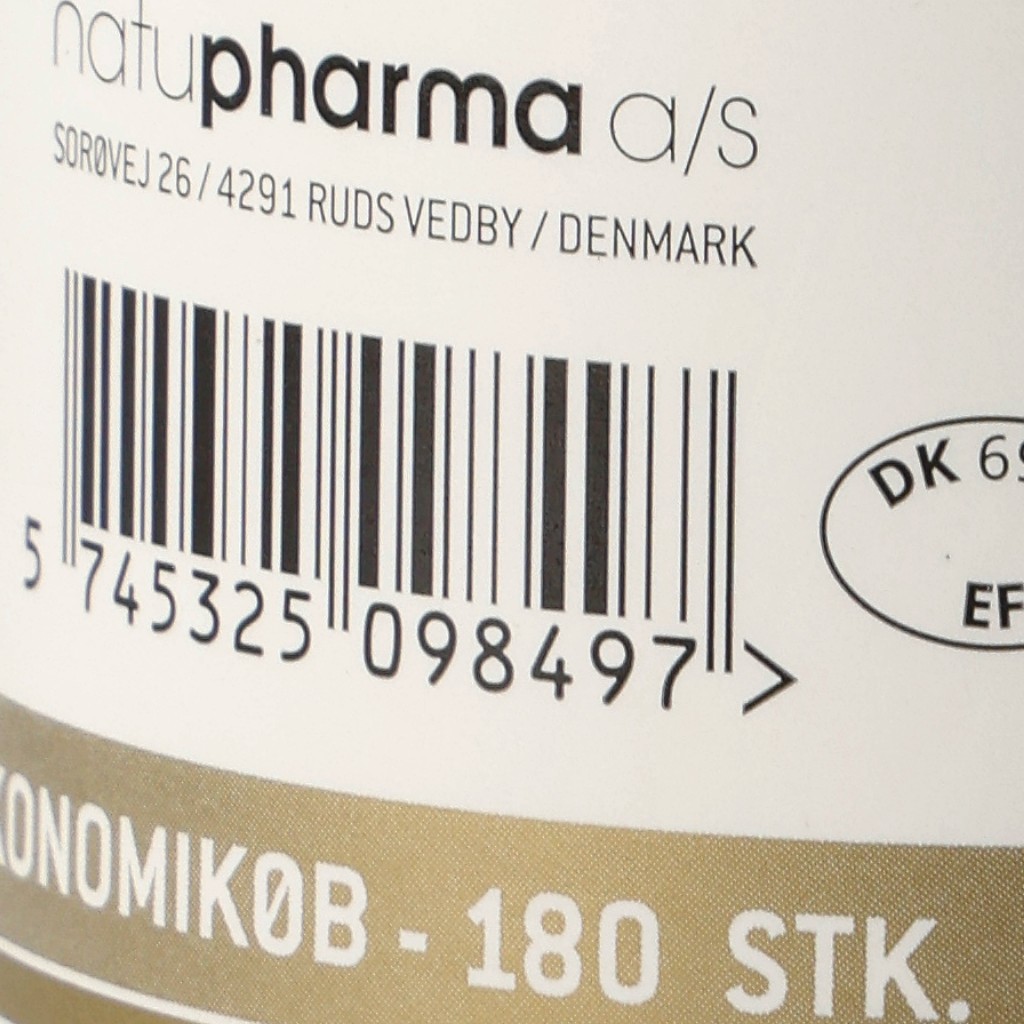 natupharma a/s
SORØVEJ 26 / 4291 RUDS VEDBY / DENMARK
5 745325 098497 >
DK
EF
KONOMIKØB - 180 STK.